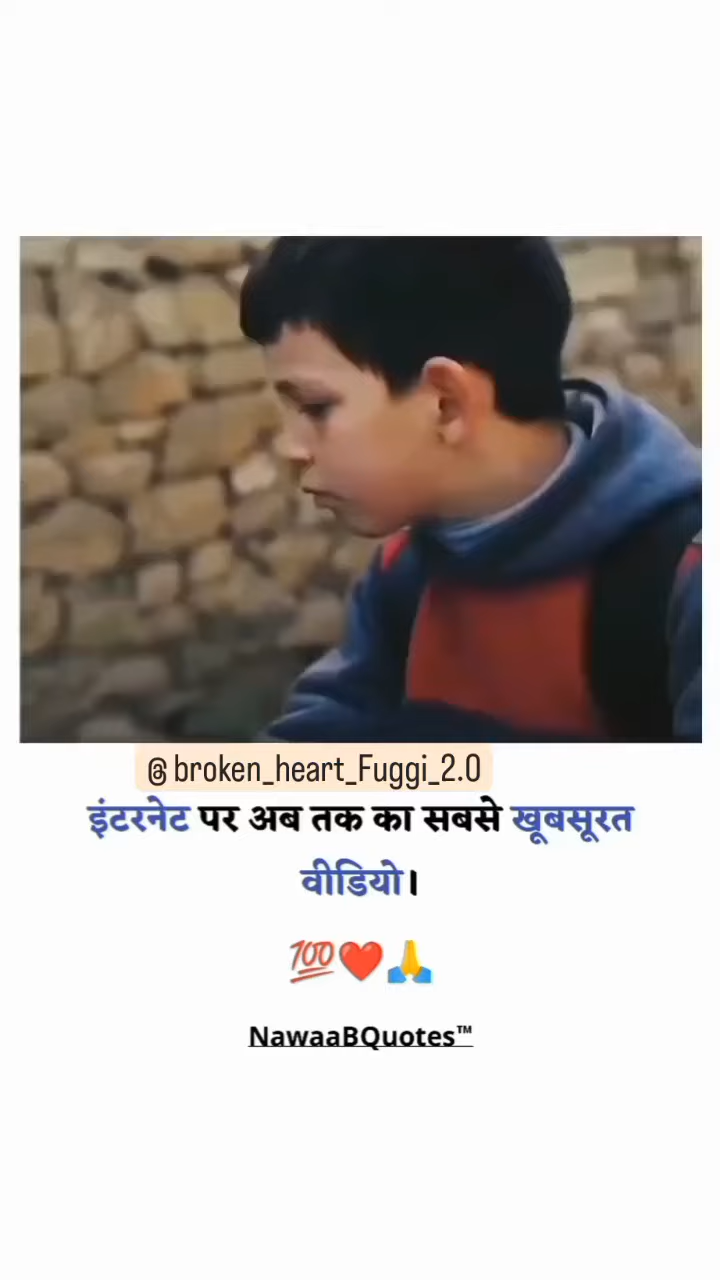 @broken_heart_Fuggi_2.0
इंटरनेट पर अब तक का सबसे खूबसूरत
वीडियो।
💯❤️🙏
NawaaBQuotes™